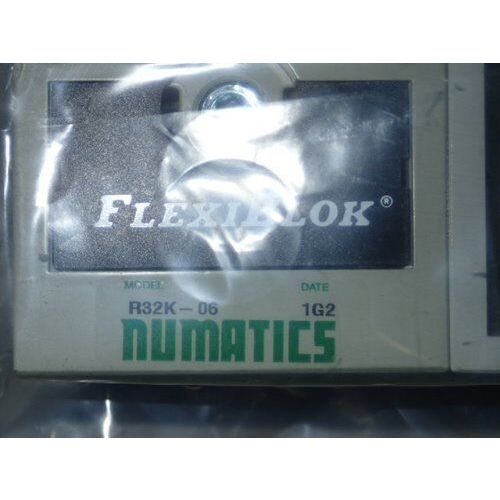 FLEXIBLOK®
MODEL DATE
R32K-06 1G2
NUMATICS